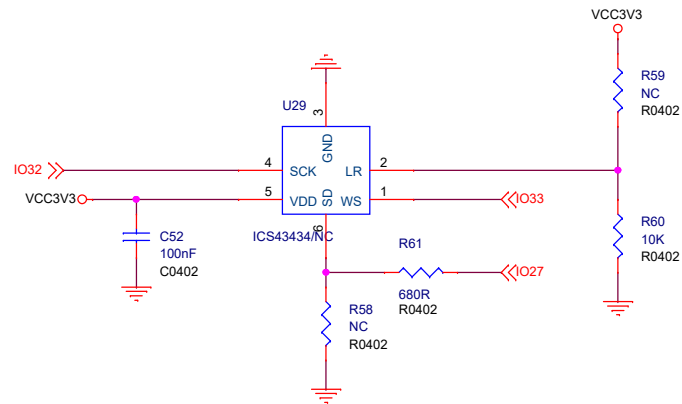 VCC3V3
R59
NC
R0402
U29
3
GND
IO32
4
SCK
LR
2
VCC3V3
5
VDD
SD
WS
1
IO33
6
ICS43434/NC
C52
100nF
C0402
R60
10K
R0402
R61
IO27
680R
R0402
R58
NC
R0402